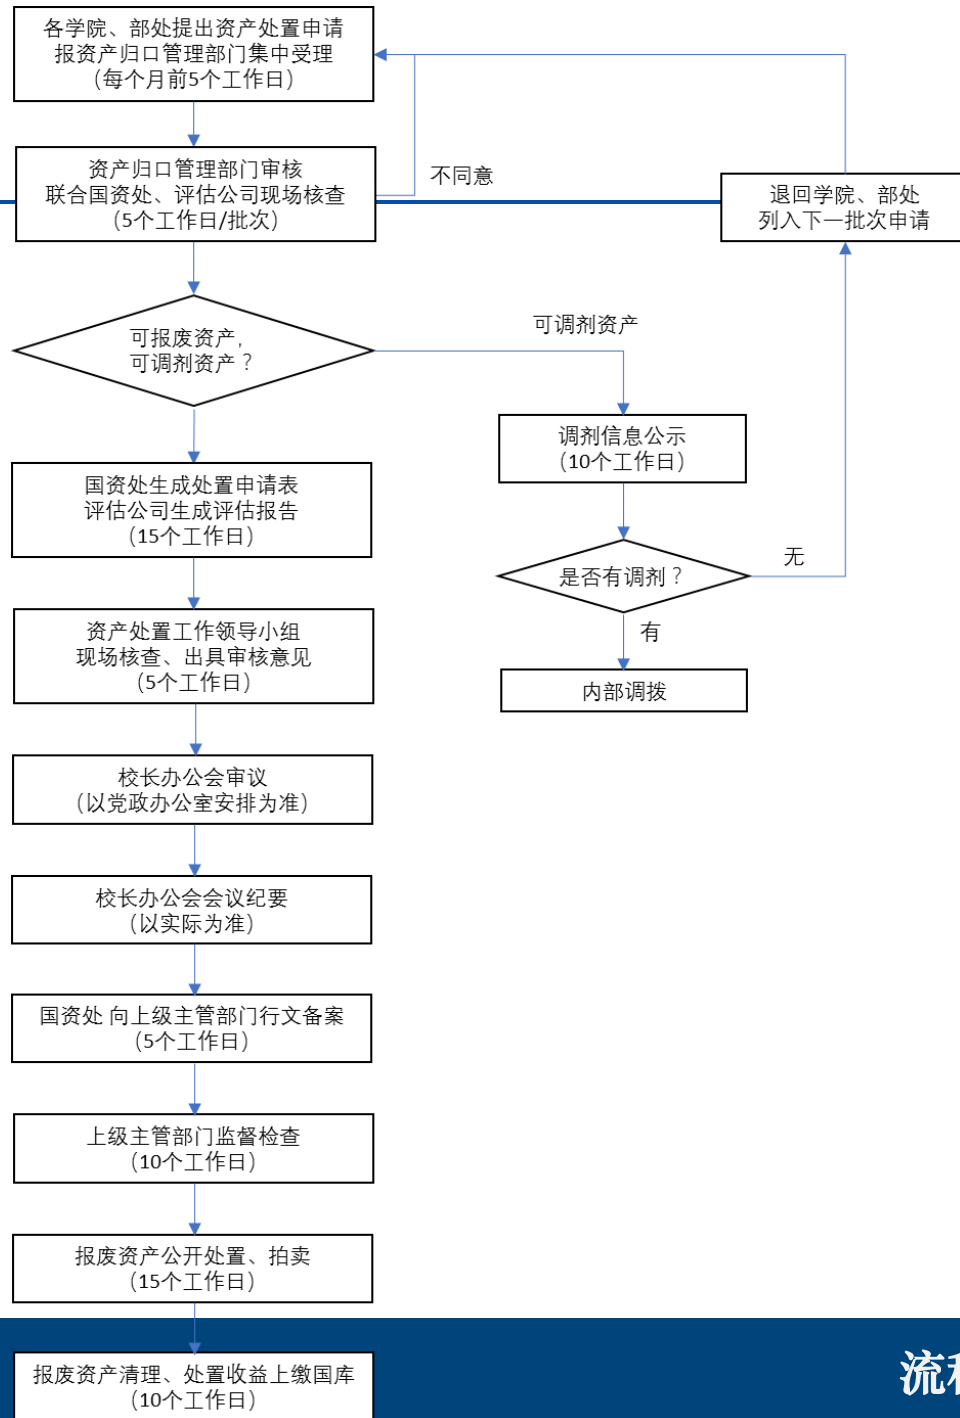 各学院、部处提出资产处置申请
报资产归口管理部门集中受理
（每个月前5个工作日）
资产归口管理部门审核
联合国资处、评估公司现场核查
（5个工作日/批次）
不同意
退回学院、部处
列入下一批次申请
可报废资产，
可调剂资产？
可调剂资产
调剂信息公示
（10个工作日）
国资处生成处置申请表
评估公司生成评估报告
（15个工作日）
是否有调剂？
无
有
内部调拨
资产处置工作领导小组
现场核查、出具审核意见
（5个工作日）
校长办公会审议
（以党政办公室安排为准）
校长办公会会议纪要
（以实际为准）
国资处 向上级主管部门行文备案
（5个工作日）
上级主管部门监督检查
（10个工作日）
报废资产公开处置、拍卖
（15个工作日）
报废资产清理、处置收益上缴国库
（10个工作日）
流